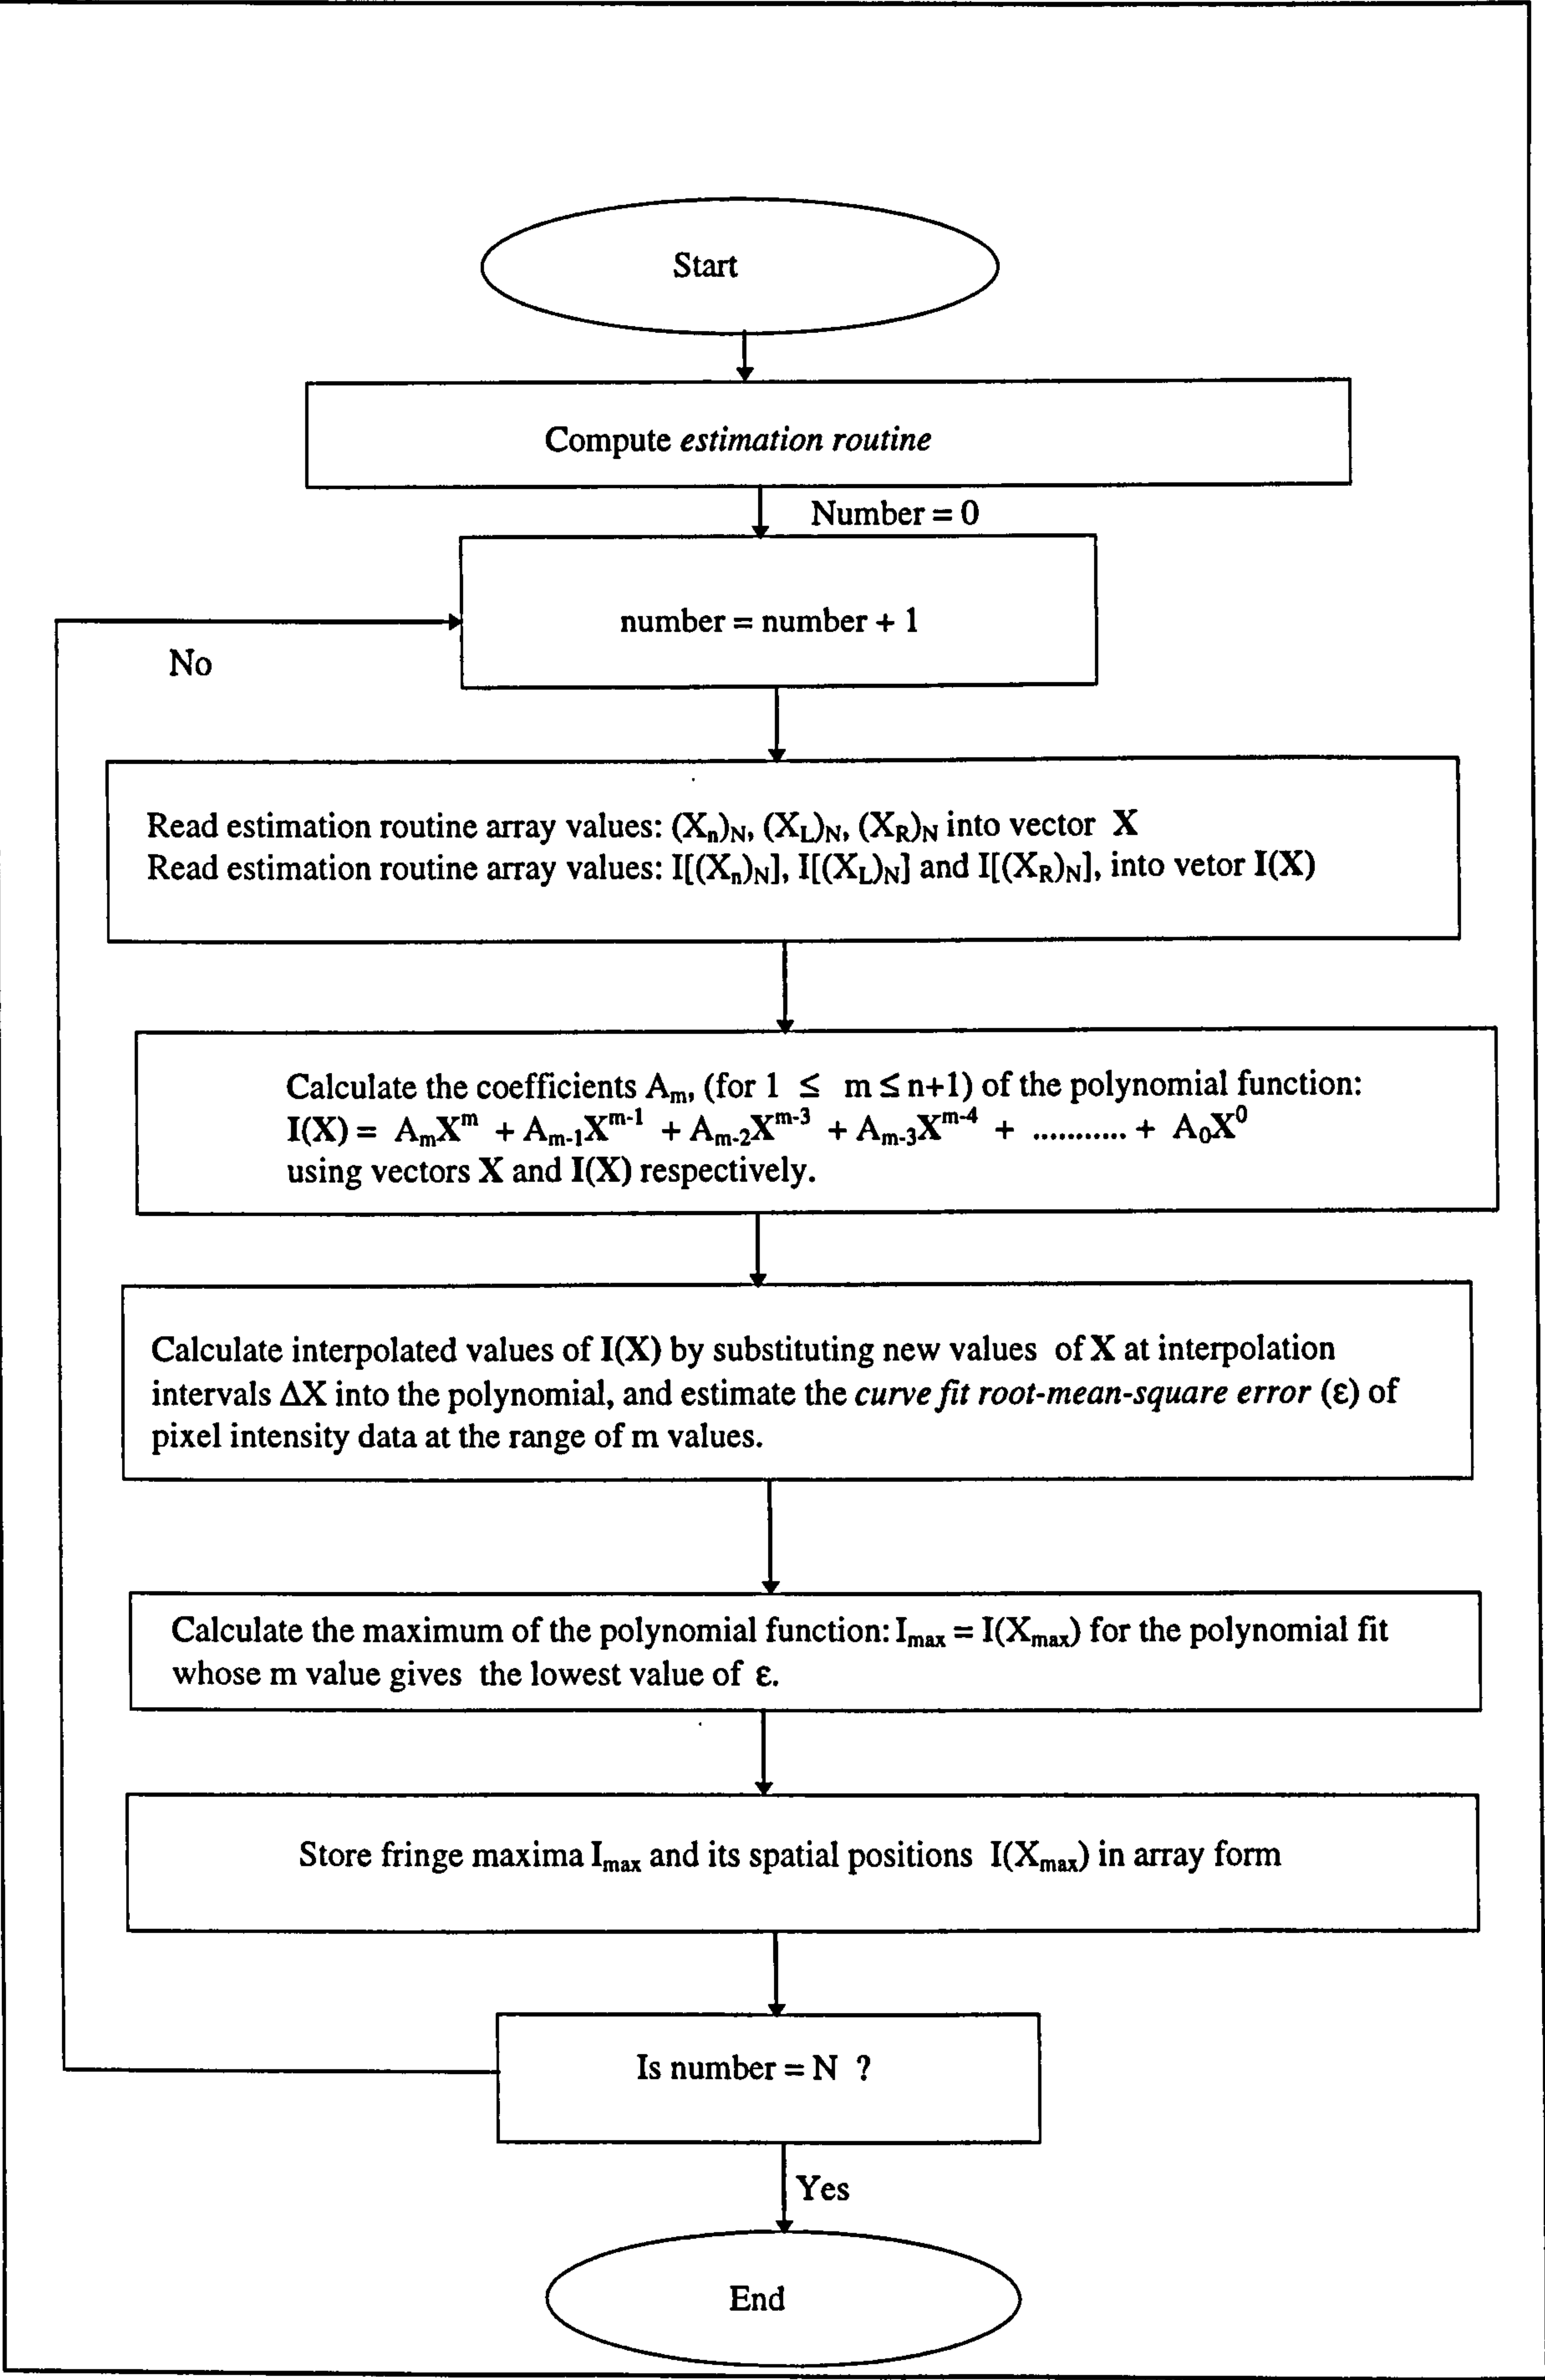 Start
Compute estimation routine
Number = 0
number = number + 1
No
Read estimation routine array values: (Xₙ)N, (XL)N, (XR)N into vector X
Read estimation routine array values: I[(Xₙ)N], I[(XL)N] and I[(XR)N], into vetor I(X)
Calculate the coefficients Aₘ, (for 1 ≤ m ≤ n+1) of the polynomial function:
I(X) = AₘXᵐ + Aₘ₋₁Xᵐ⁻¹ + Aₘ₋₂Xᵐ⁻³ + Aₘ₋₃Xᵐ⁻⁴ + ........... + A₀X⁰
using vectors X and I(X) respectively.
Calculate interpolated values of I(X) by substituting new values of X at interpolation
intervals ΔX into the polynomial, and estimate the curve fit root-mean-square error (ε) of
pixel intensity data at the range of m values.
Calculate the maximum of the polynomial function: Iₘₐₓ = I(Xₘₐₓ) for the polynomial fit
whose m value gives the lowest value of ε.
Store fringe maxima Iₘₐₓ and its spatial positions I(Xₘₐₓ) in array form
Is number = N ?
Yes
End